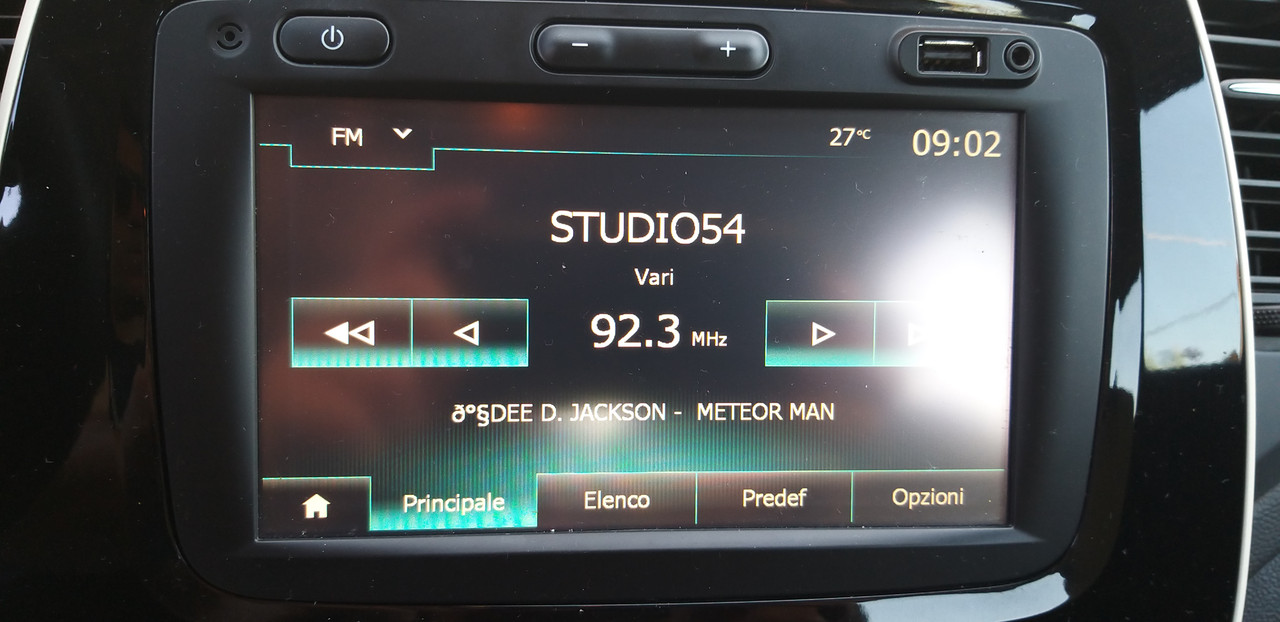 FM 27°C 09:02
STUDIO54
Vari
92.3 MHz
ð°§DEE D. JACKSON - METEOR MAN
Principale Elenco Predef Opzioni